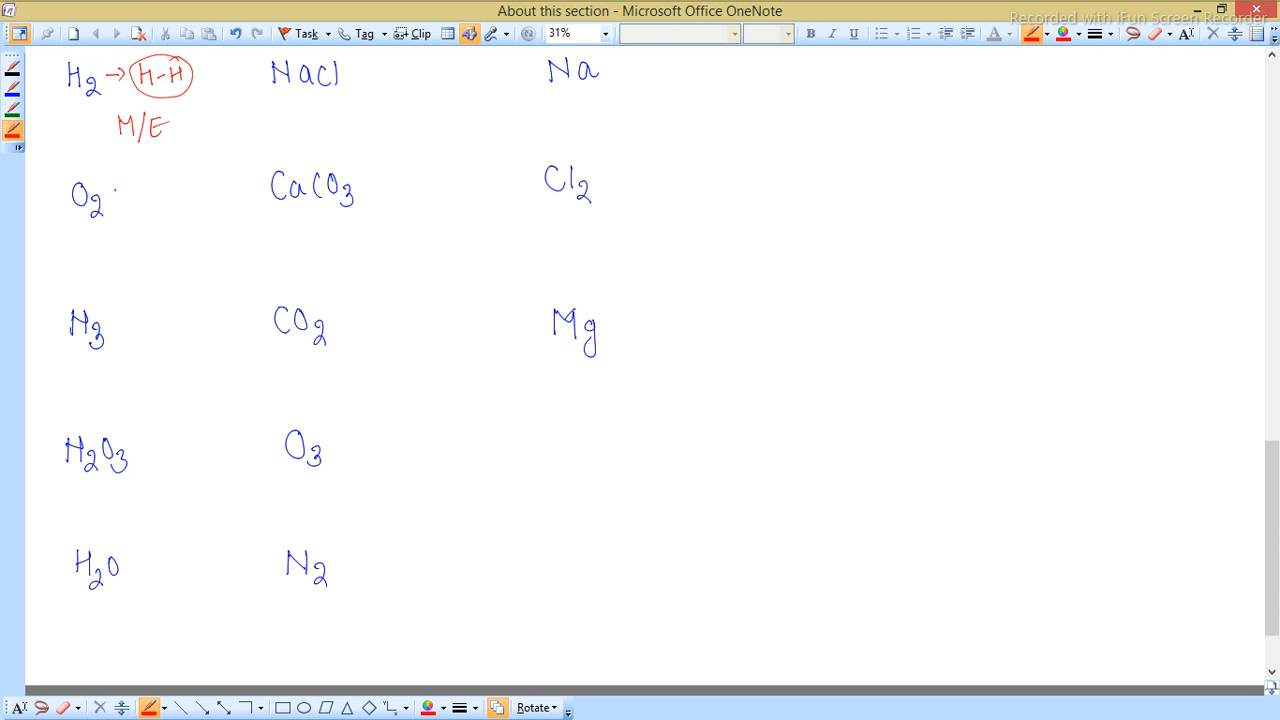 About this section - Microsoft Office OneNote
Recorded with iFun Screen Recorder
Task Tag Clip 31% B I U A
H2 → H-H NaCl Na
M/E
O2 CaCO3 Cl2
H3 CO2 Mg
H2O3 O3
H2O N2
Rotate